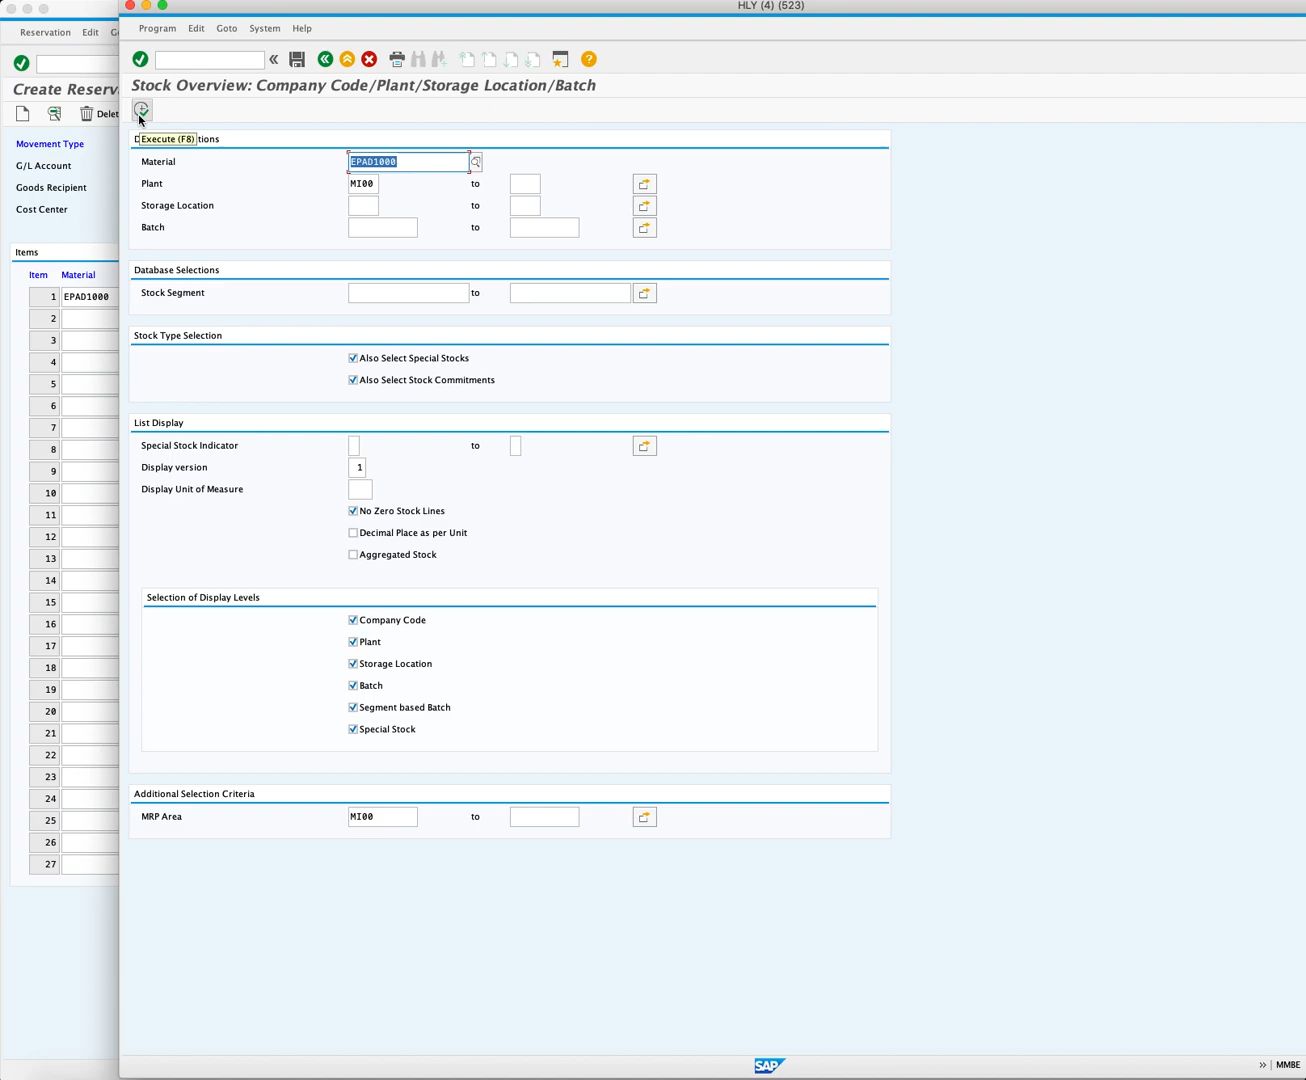 HLY (4) (523)
Reservation Edit
Program Edit Goto System Help
Create Reserv
Stock Overview: Company Code/Plant/Storage Location/Batch
Delet
Execute (F8)
tions
Movement Type
G/L Account
Goods Recipient
Cost Center
Material EPAD1000
Plant MI00 to
Storage Location to
Batch to
Items
Item Material
1 EPAD1000
2
3
4
5
6
7
8
9
10
11
12
13
14
15
16
17
18
19
20
21
22
23
24
25
26
27
Database Selections
Stock Segment to
Stock Type Selection
Also Select Special Stocks
Also Select Stock Commitments
List Display
Special Stock Indicator to
Display version 1
Display Unit of Measure
No Zero Stock Lines
Decimal Place as per Unit
Aggregated Stock
Selection of Display Levels
Company Code
Plant
Storage Location
Batch
Segment based Batch
Special Stock
Additional Selection Criteria
MRP Area MI00 to
SAP
MMBE